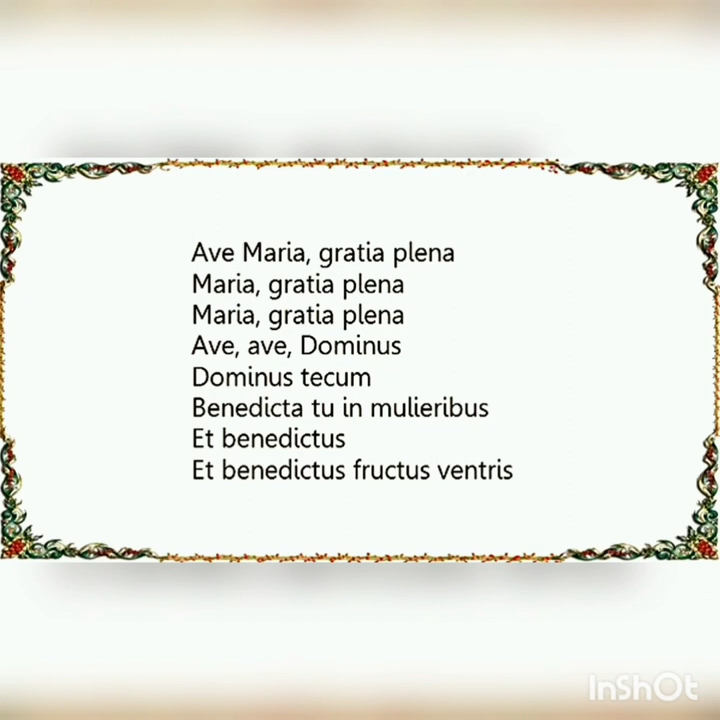 Ave Maria, gratia plena
Maria, gratia plena
Maria, gratia plena
Ave, ave, Dominus
Dominus tecum
Benedicta tu in mulieribus
Et benedictus
Et benedictus fructus ventris
InShOt